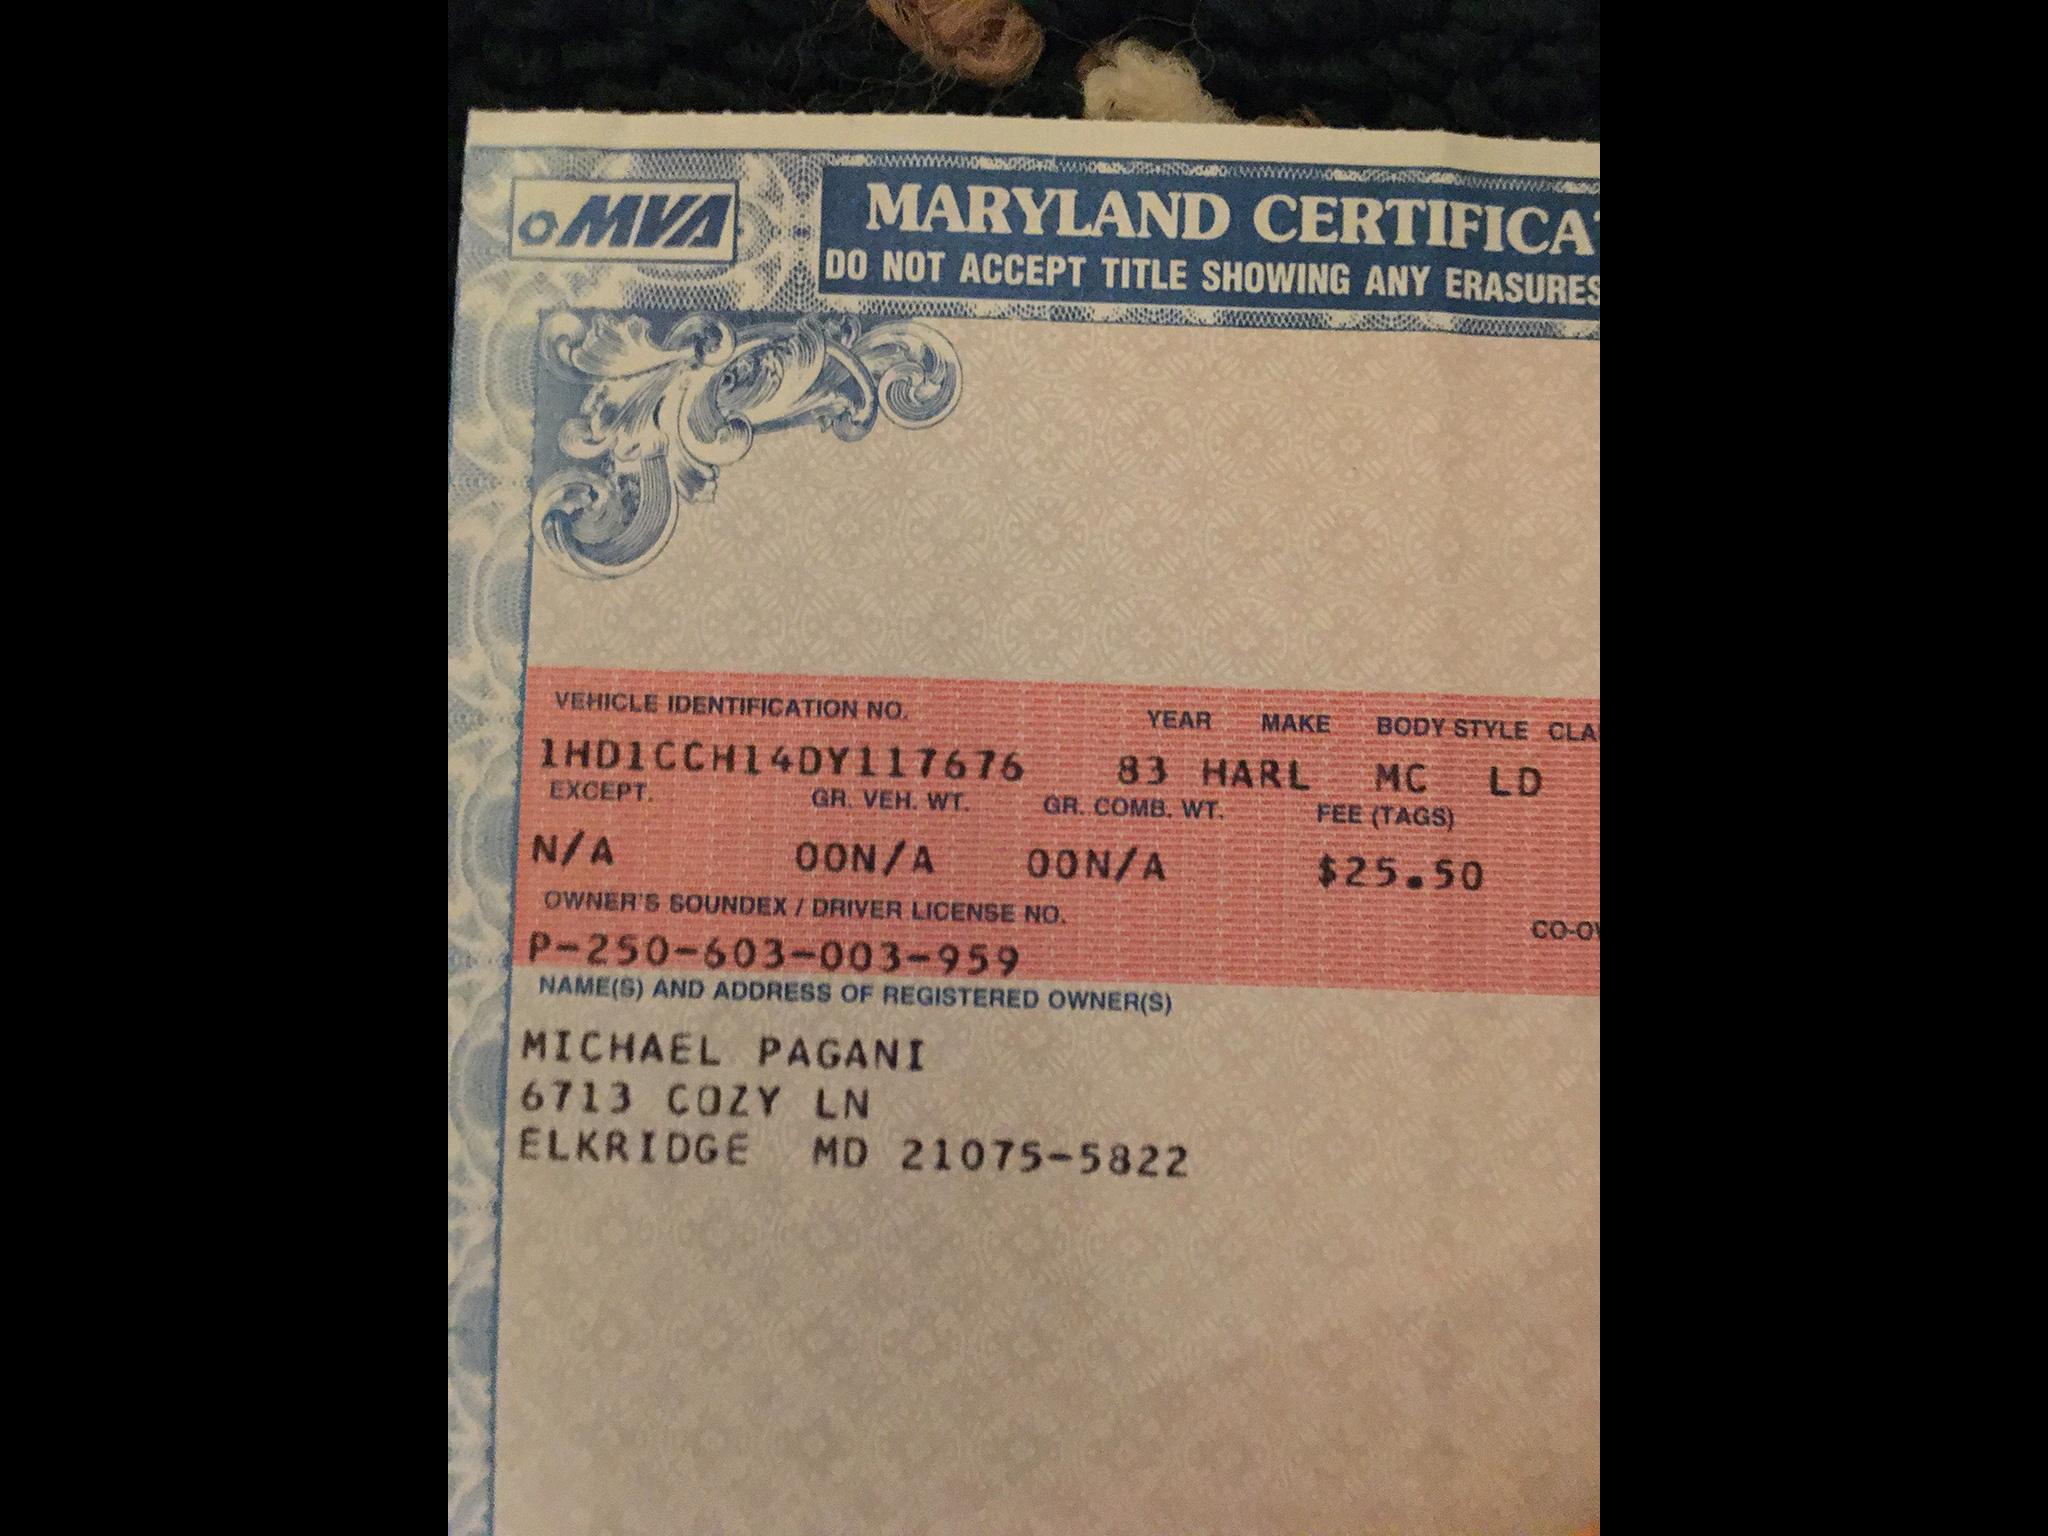 MVA
MARYLAND CERTIFICA
DO NOT ACCEPT TITLE SHOWING ANY ERASURES
VEHICLE IDENTIFICATION NO. YEAR MAKE BODY STYLE CLA
1HD1CCH14DY117676 83 HARL MC LD
EXCEPT. GR. VEH. WT. GR. COMB. WT. FEE (TAGS)
N/A 00N/A 00N/A $25.50
OWNER'S SOUNDEX / DRIVER LICENSE NO. CO-OW
P-250-603-003-959
NAME(S) AND ADDRESS OF REGISTERED OWNER(S)
MICHAEL PAGANI
6713 COZY LN
ELKRIDGE MD 21075-5822